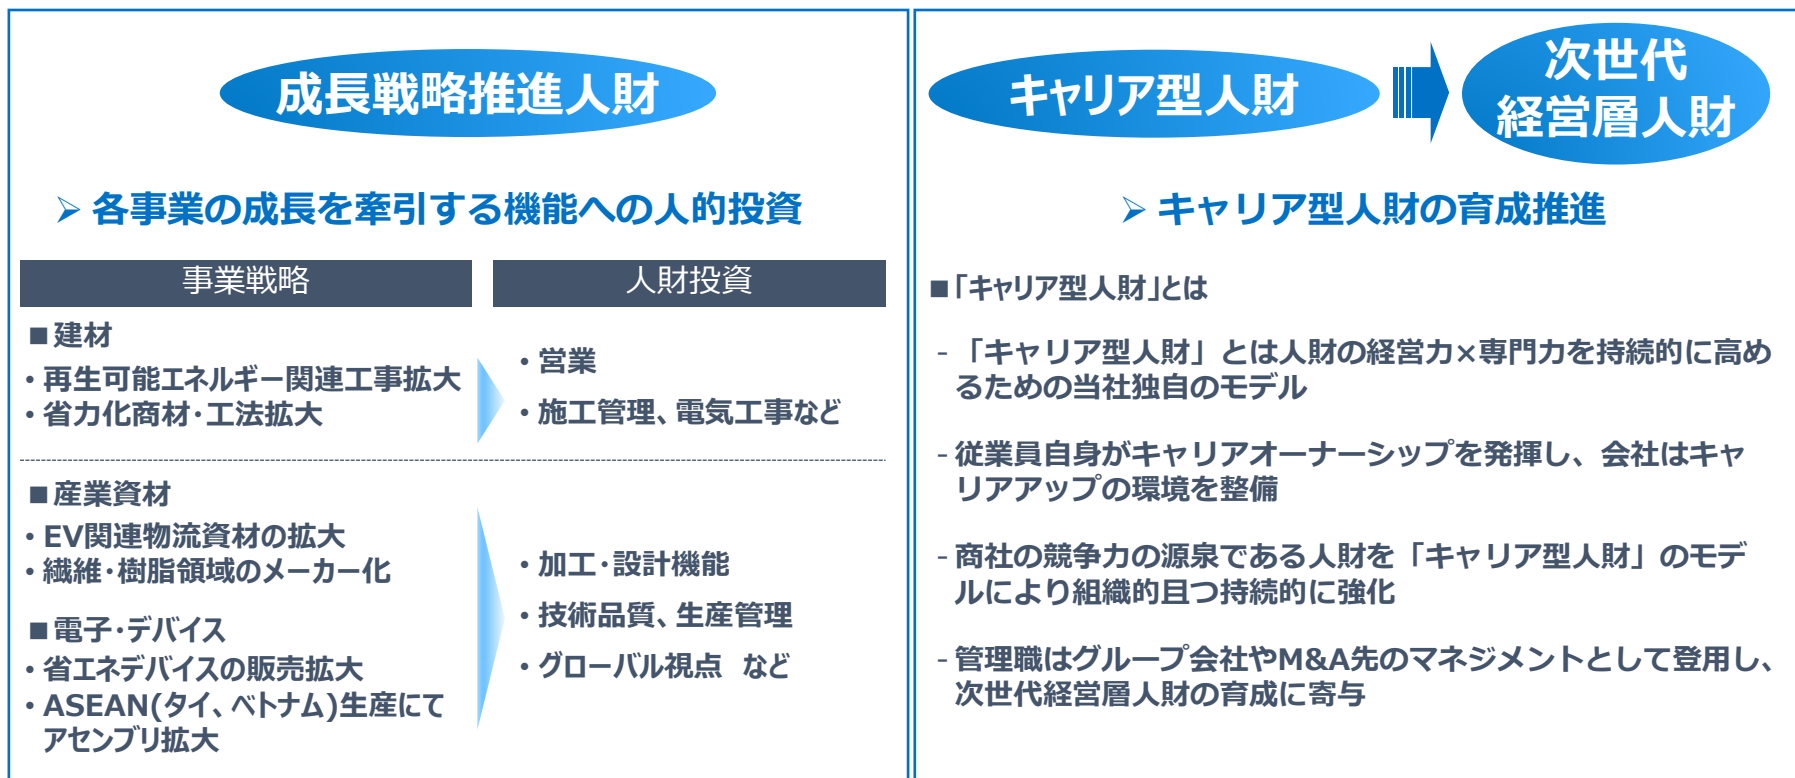 成長戦略推進人財
➢ 各事業の成長を牽引する機能への人的投資
事業戦略
人財投資
■建材
・再生可能エネルギー関連工事拡大
・省力化商材・工法拡大
・営業
・施工管理、電気工事など
■産業資材
・EV関連物流資材の拡大
・繊維・樹脂領域のメーカー化
■電子・デバイス
・省エネデバイスの販売拡大
・ASEAN(タイ、ベトナム)生産にて
アセンブリ拡大
・加工・設計機能
・技術品質、生産管理
・グローバル視点 など
キャリア型人財
次世代
経営層人財
➢ キャリア型人財の育成推進
■「キャリア型人財」とは
- 「キャリア型人財」とは人財の経営力×専門力を持続的に高め
るための当社独自のモデル
- 従業員自身がキャリアオーナーシップを発揮し、会社はキャ
リアアップの環境を整備
- 商社の競争力の源泉である人財を「キャリア型人財」のモデ
ルにより組織的且つ持続的に強化
- 管理職はグループ会社やM&A先のマネジメントとして登用し、
次世代経営層人財の育成に寄与